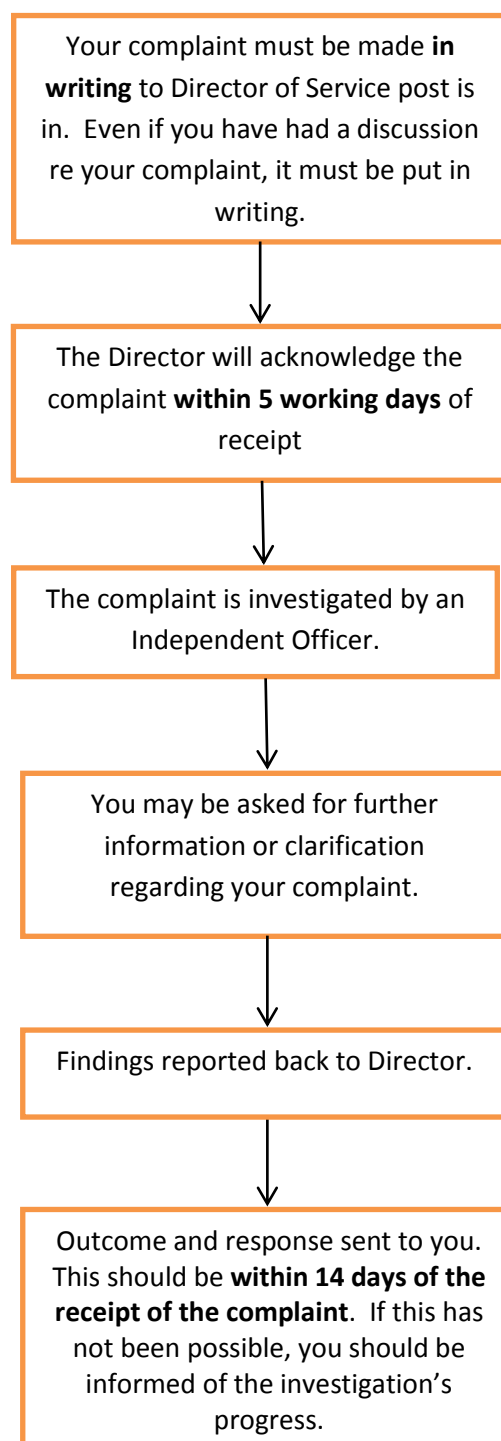 Your complaint must be made in
writing to Director of Service post is
in.  Even if you have had a discussion
re your complaint, it must be put in
writing.
The Director will acknowledge the
complaint within 5 working days of
receipt
The complaint is investigated by an
Independent Officer.
You may be asked for further
information or clarification
regarding your complaint.
Findings reported back to Director.
Outcome and response sent to you.
This should be within 14 days of the
receipt of the complaint.  If this has
not been possible, you should be
informed of the investigation’s
progress.